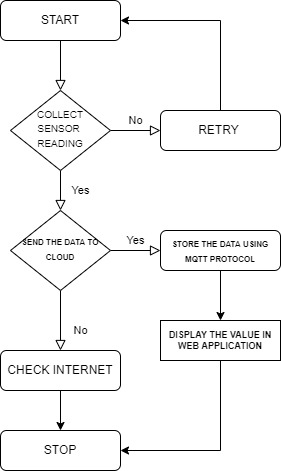 START
COLLECT
SENSOR
READING
No
RETRY
Yes
SEND THE DATA TO
CLOUD
Yes
STORE THE DATA USING
MQTT PROTOCOL
No
DISPLAY THE VALUE IN
WEB APPLICATION
CHECK INTERNET
STOP